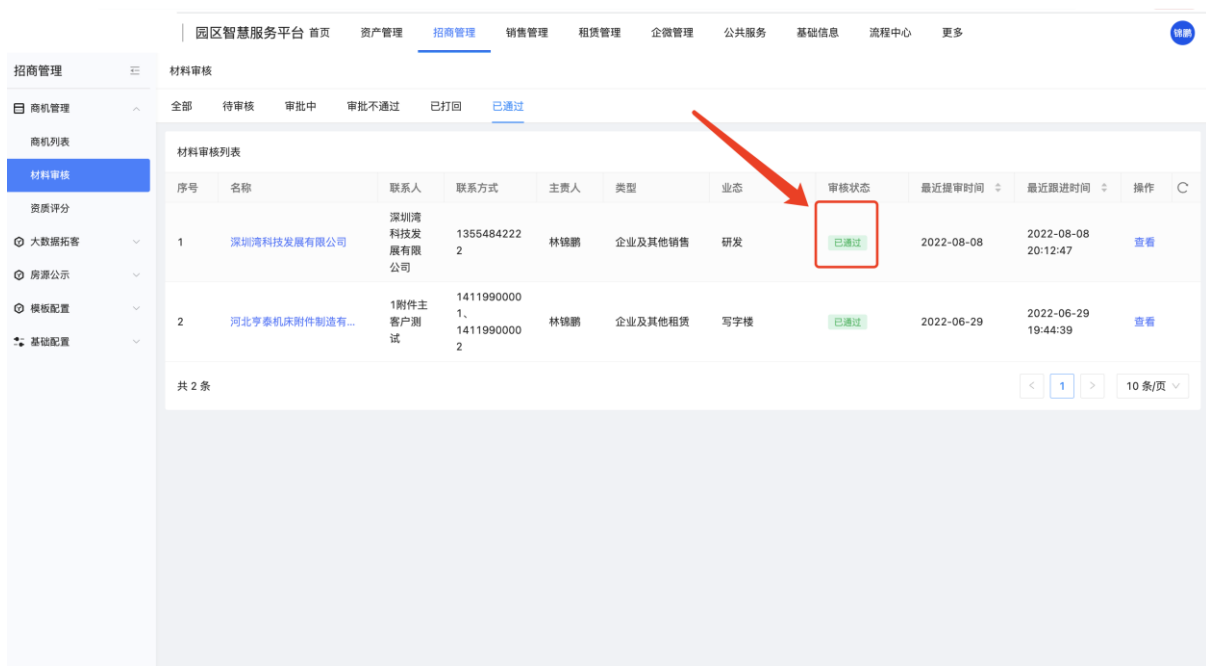 园区智慧服务平台 首页 资产管理 招商管理 销售管理 租赁管理 企微管理 公共服务 基础信息 流程中心 更多 锦鹏
招商管理
材料审核
商机管理
商机列表
材料审核
资质评分
大数据拓客
房源公示
模板配置
基础配置
全部 待审核 审批中 审批不通过 已打回 已通过
材料审核列表
序号 名称 联系人 联系方式 主责人 类型 业态 审核状态 最近提审时间 最近跟进时间 操作
1 深圳湾科技发展有限公司
深圳湾
科技发
展有限
公司
1355484222
2
林锦鹏 企业及其他销售 研发 已通过 2022-08-08
2022-08-08
20:12:47
查看
2 河北亨泰机床附件制造有...
1附件主
客户测
试
1411990000
1、
1411990000
2
林锦鹏 企业及其他租赁 写字楼 已通过 2022-06-29
2022-06-29
19:44:39
查看
共 2 条
< 1 > 10 条/页